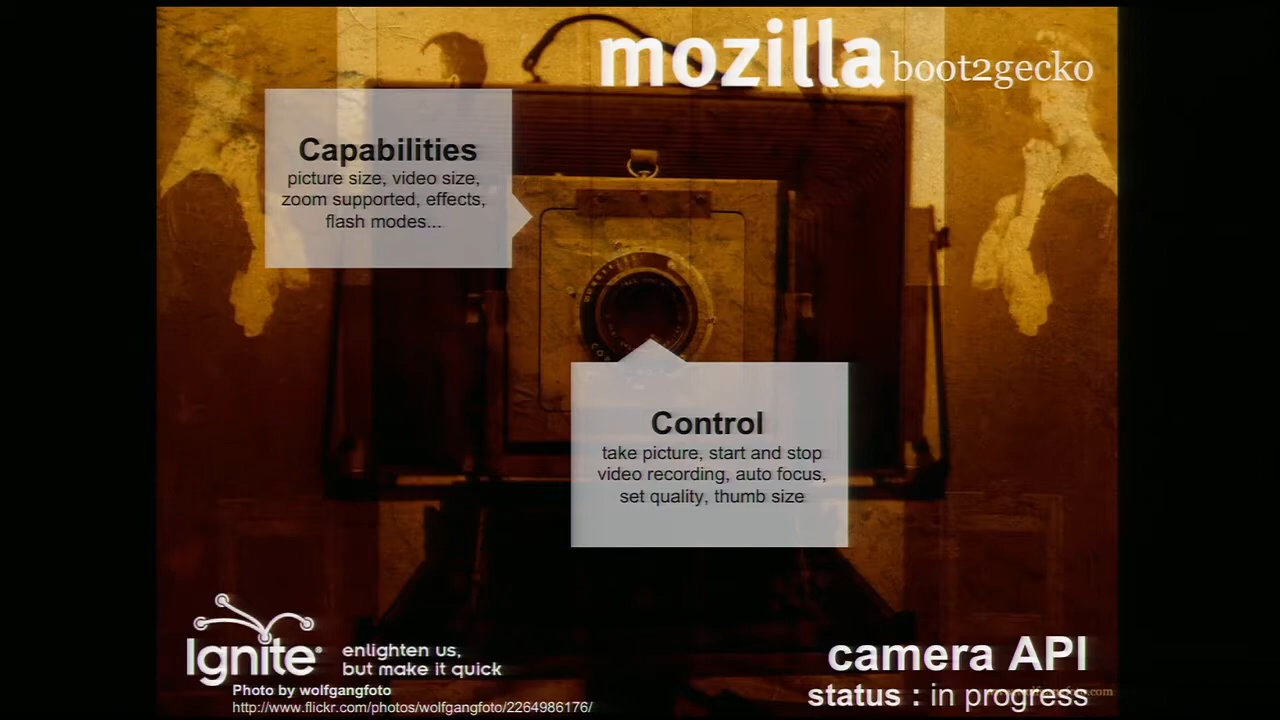 mozilla boot2gecko
Capabilities
picture size, video size,
zoom supported, effects,
flash modes...
Control
take picture, start and stop
video recording, auto focus,
set quality, thumb size
Ignite
enlighten us,
but make it quick
Photo by wolfgangfoto
http://www.flickr.com/photos/wolfgangfoto/2264986176/
camera API
status : in progress